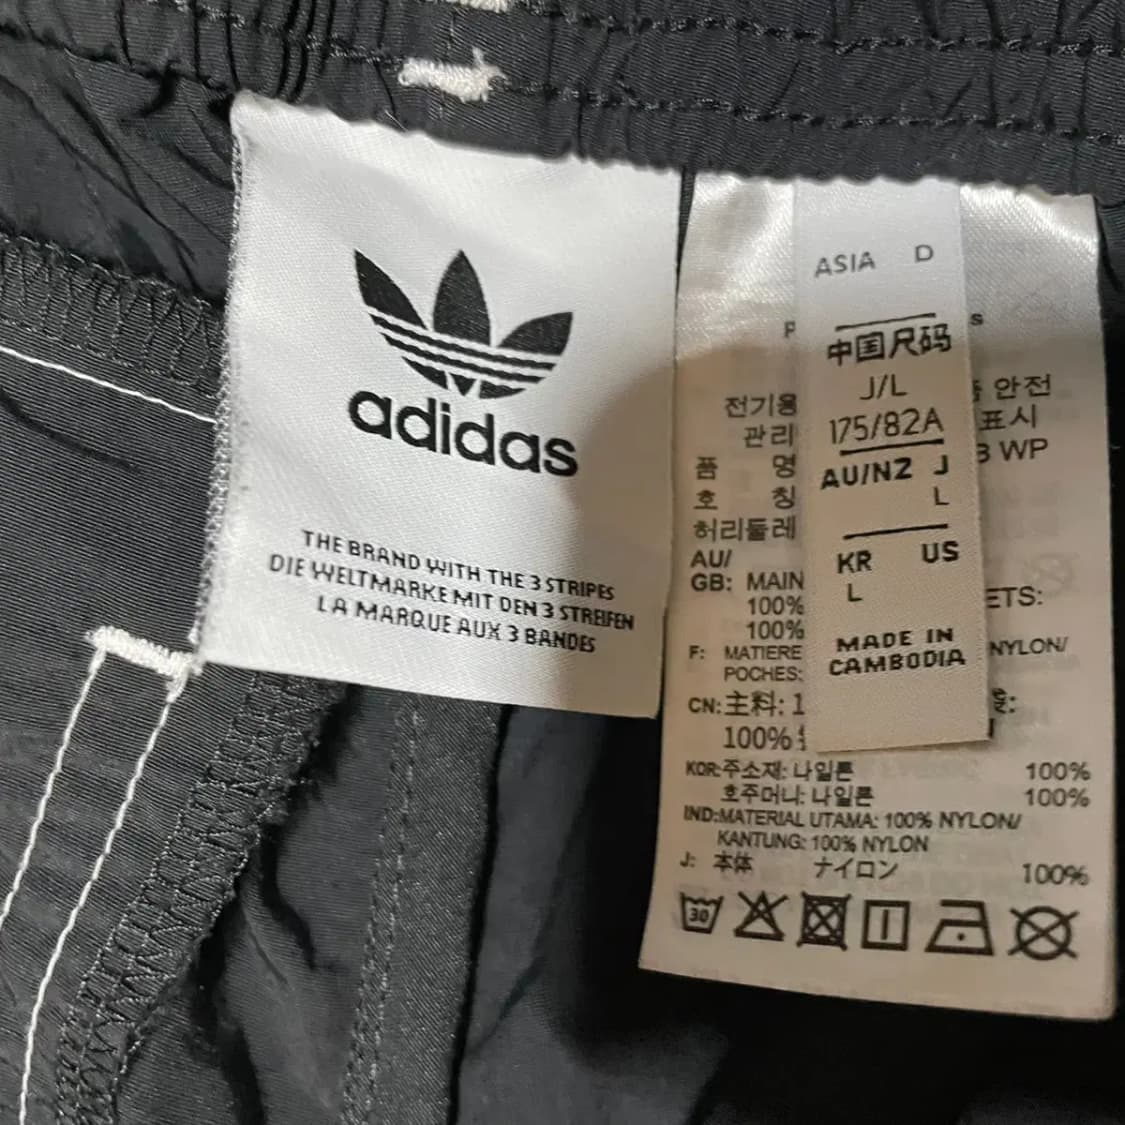 adidas
THE BRAND WITH THE 3 STRIPES
DIE WELTMARKE MIT DEN 3 STREIFEN
LA MARQUE AUX 3 BANDES
ASIA D
中国尺码
J/L
175/82A
AU/NZ J
L
KR US
L
MADE IN
CAMBODIA
전기용
안전
관리
표시
품 명
WP
호 칭
허리둘레
AU/
GB: MAIN
100%
100%
F: MATIERE
NYLON/
POCHES:
CN:主料: 1
100%
KOR:주소재: 나일론 100%
호주머니: 나일론 100%
IND:MATERIAL UTAMA: 100% NYLON/
KANTUNG: 100% NYLON
J: 本体 ナイロン 100%
30